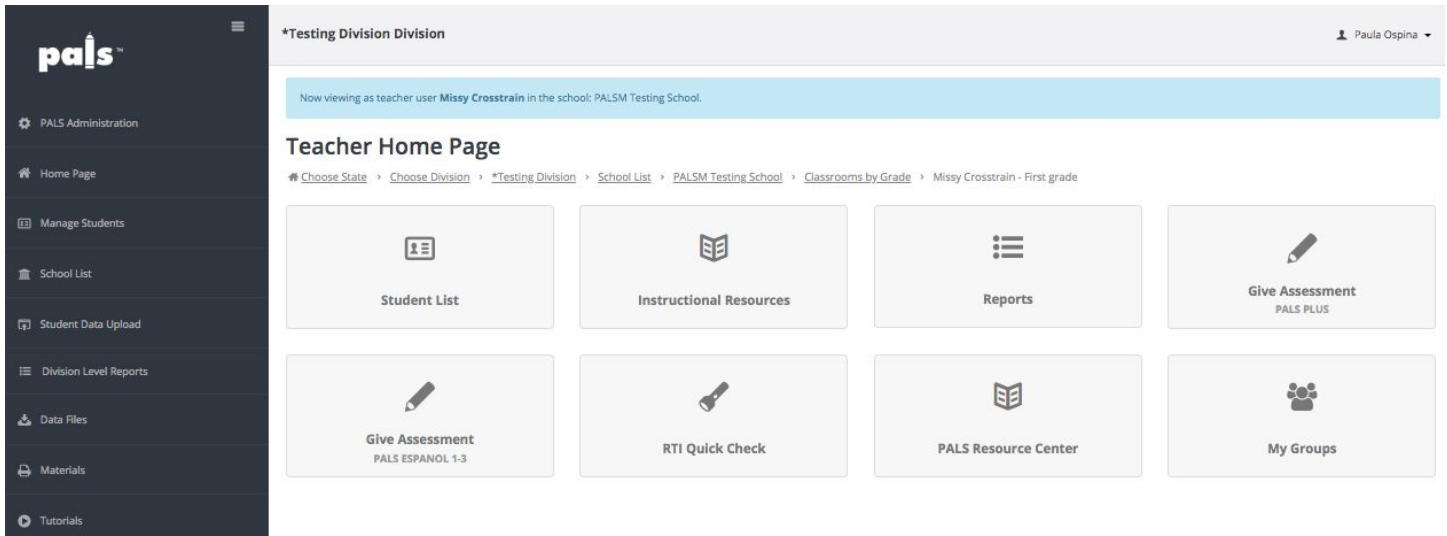 pals™
PALS Administration
Home Page
Manage Students
School List
Student Data Upload
Division Level Reports
Data Files
Materials
Tutorials
*Testing Division Division
Paula Ospina
Now viewing as teacher user Missy Crosstrain in the school: PALSM Testing School.
Teacher Home Page
Choose State › Choose Division › *Testing Division › School List › PALSM Testing School › Classrooms by Grade › Missy Crosstrain - First grade
Student List
Instructional Resources
Reports
Give Assessment
PALS PLUS
Give Assessment
PALS ESPANOL 1-3
RTI Quick Check
PALS Resource Center
My Groups